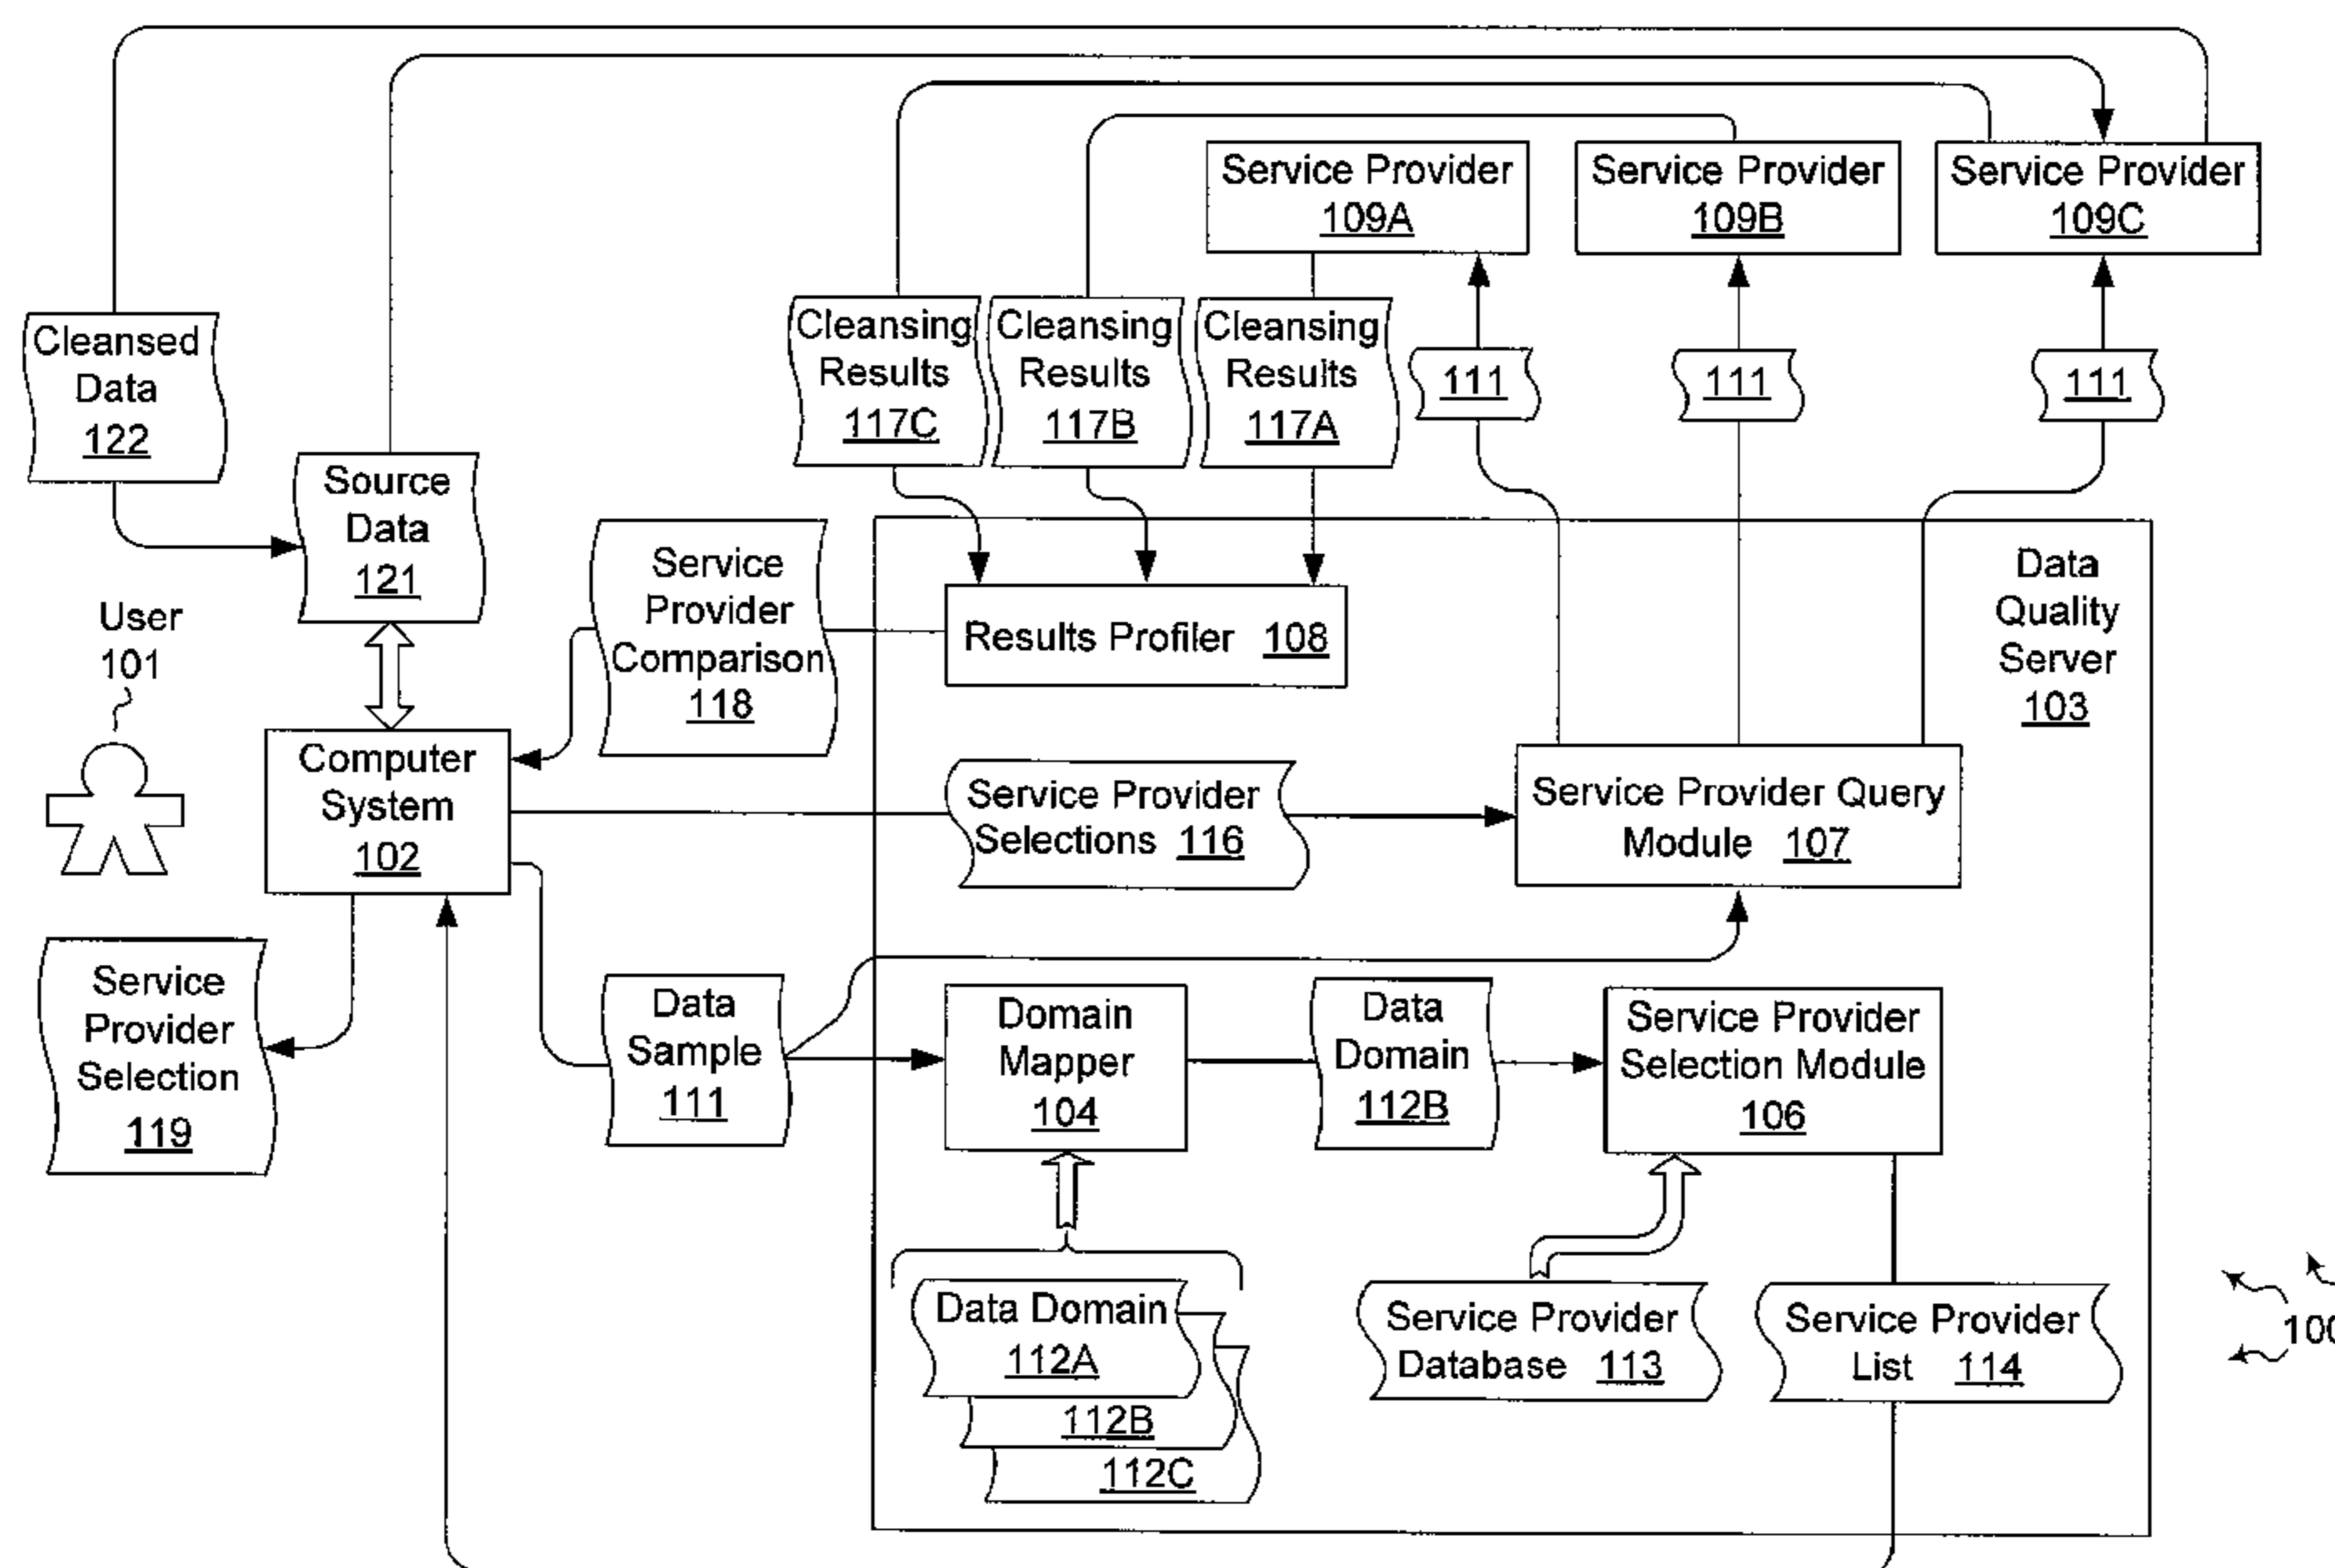 Service Provider
109A
Service Provider
109B
Service Provider
109C
Cleansed
Data
122
Cleansing
Results
117C
Cleansing
Results
117B
Cleansing
Results
117A
111
111
111
Source
Data
121
User
101
Service
Provider
Comparison
118
Results Profiler 108
Data
Quality
Server
103
Computer
System
102
Service Provider
Selections 116
Service Provider Query
Module 107
Service
Provider
Selection
119
Data
Sample
111
Domain
Mapper
104
Data
Domain
112B
Service Provider
Selection Module
106
Data Domain
112A
112B
112C
Service Provider
Database 113
Service Provider
List 114
100